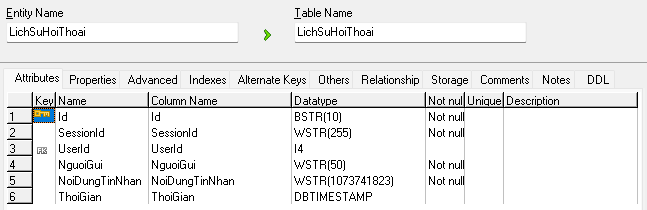 Entity Name Table Name
LichSuHoiThoai LichSuHoiThoai
Attributes Properties Advanced Indexes Alternate Keys Others Relationship Storage Comments Notes DDL
Key Name Column Name Datatype Not nul Unique Description
1 Id Id BSTR(10) Not null
2 SessionId SessionId WSTR(255) Not null
3 FK UserId UserId I4
4 NguoiGui NguoiGui WSTR(50) Not null
5 NoiDungTinNhan NoiDungTinNhan WSTR(1073741823) Not null
6 ThoiGian ThoiGian DBTIMESTAMP